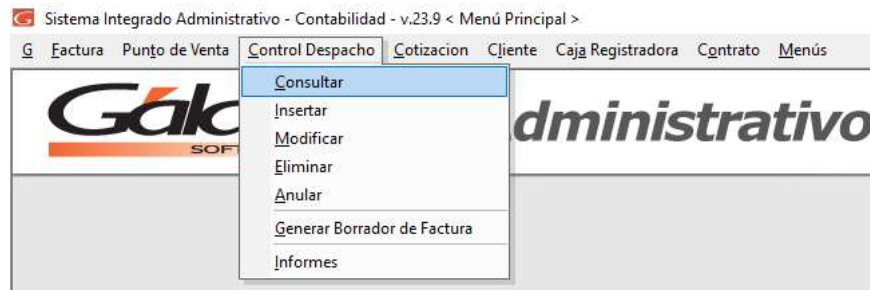 Sistema Integrado Administrativo - Contabilidad - v.23.9 < Menú Principal >
G Factura Punto de Venta Control Despacho Cotizacion Cliente Caja Registradora Contrato Menús
Consultar
Insertar
Modificar
Eliminar
Anular
Generar Borrador de Factura
Informes